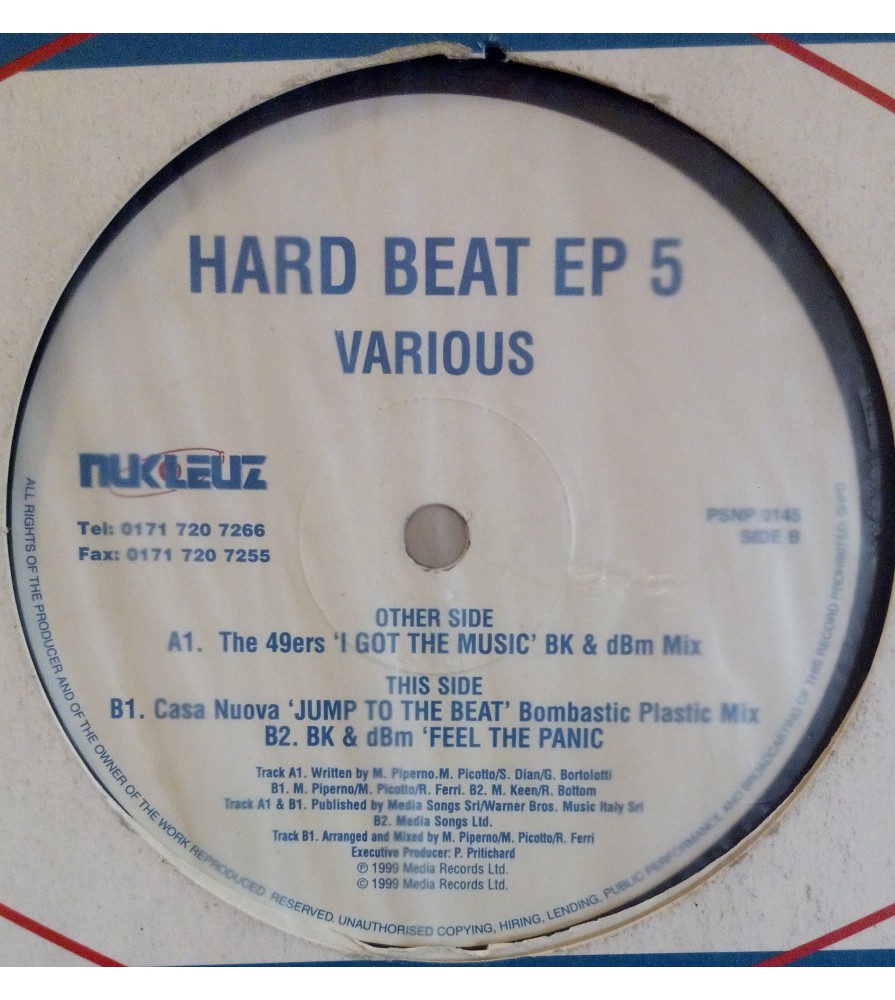 HARD BEAT EP 5
VARIOUS
NUKLEUZ
Tel: 0171 720 7266
Fax: 0171 720 7255
PSNP 0145
SIDE B
OTHER SIDE
A1. The 49ers ‘I GOT THE MUSIC’ BK & dBm Mix
THIS SIDE
B1. Casa Nuova ‘JUMP TO THE BEAT’ Bombastic Plastic Mix
B2. BK & dBm ‘FEEL THE PANIC
Track A1. Written by M. Piperno.M. Picotto/S. Dian/G. Bortolotti
B1. M. Piperno/M. Picotto/R. Ferri. B2. M. Keen/R. Bottom
Track A1 & B1. Published by Media Songs Srl/Warner Bros. Music Italy Srl
B2. Media Songs Ltd.
Track B1. Arranged and Mixed by M. Piperno/M. Picotto/R. Ferri
Executive Producer: P. Pritichard
℗ 1999 Media Records Ltd.
© 1999 Media Records Ltd.
ALL RIGHTS OF THE PRODUCER AND OF THE OWNER OF THE WORK REPRODUCED RESERVED. UNAUTHORISED COPYING, HIRING, LENDING, PUBLIC PERFORMANCE AND BROADCASTING OF THIS RECORD PROHIBITED.